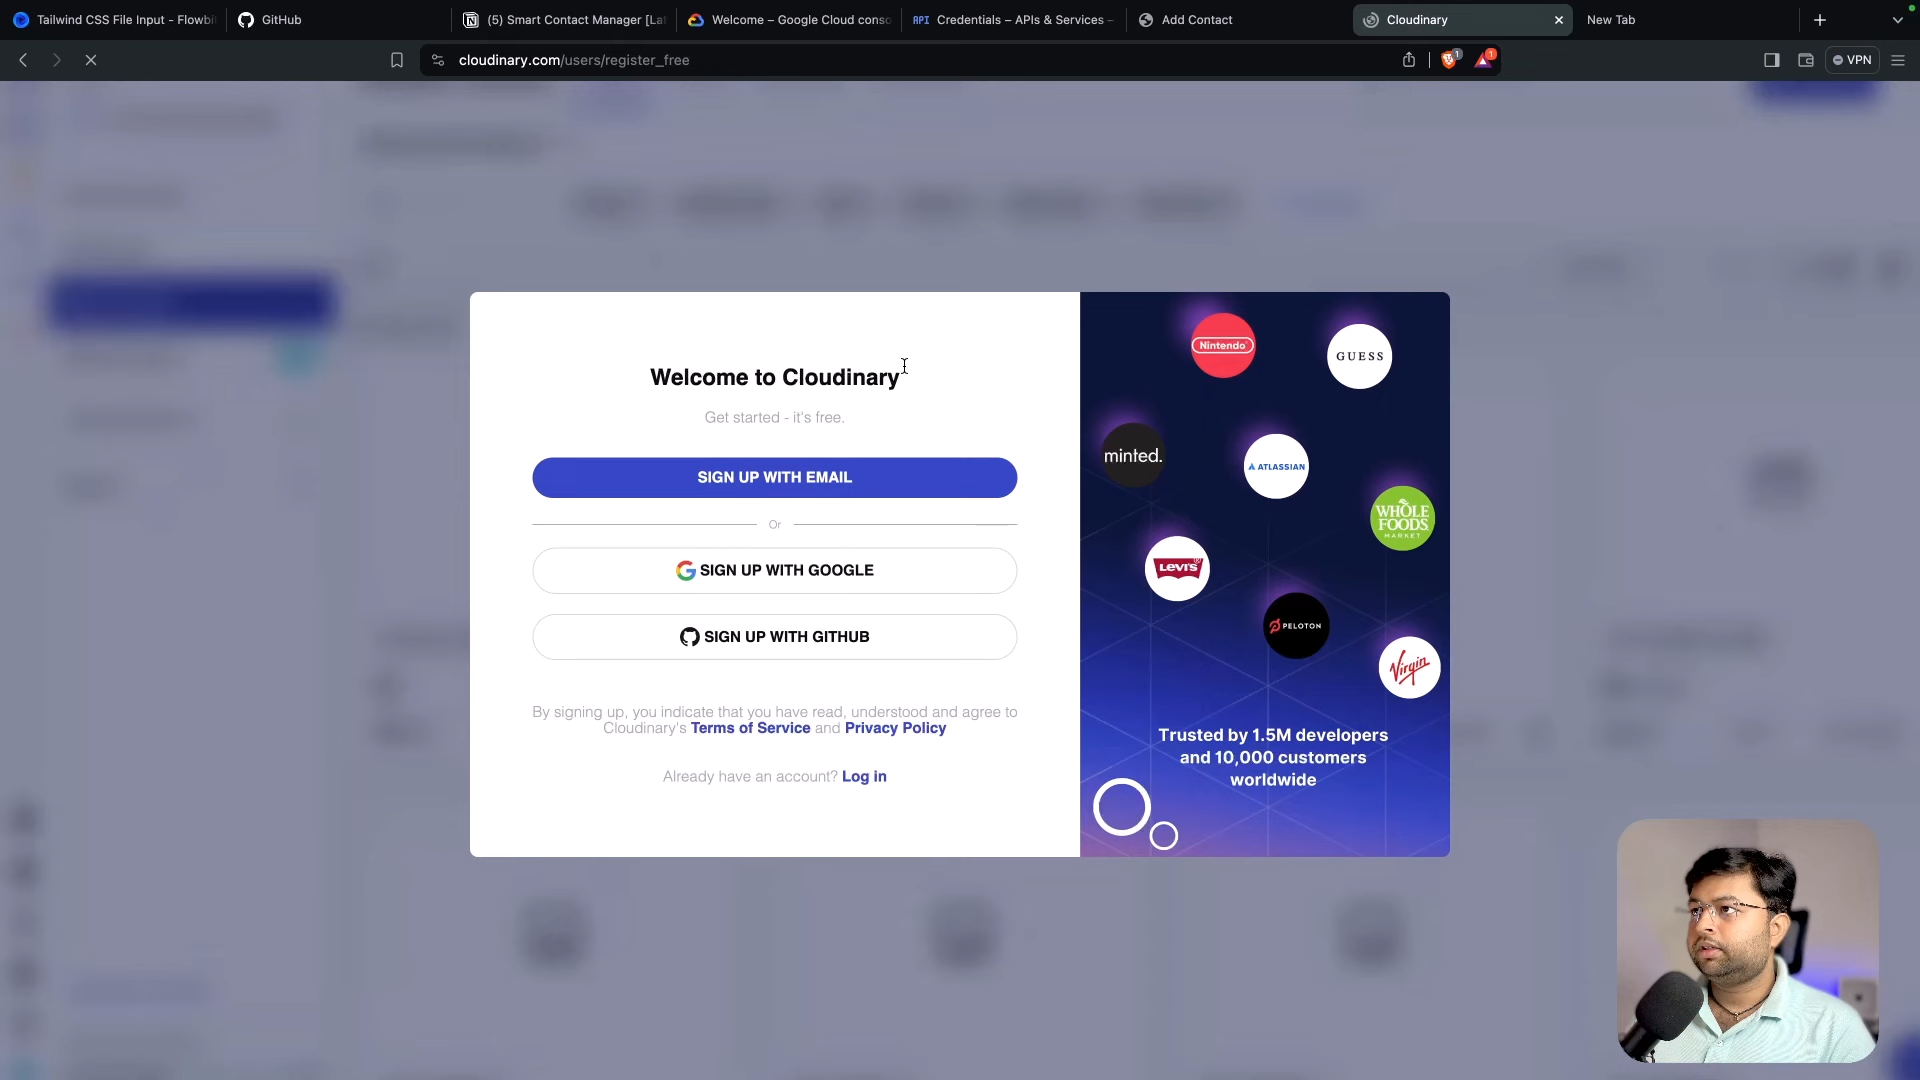 Tailwind CSS File Input - Flowbi
GitHub
(5) Smart Contact Manager [Lat
Welcome – Google Cloud conso
API Credentials – APIs & Services –
Add Contact
Cloudinary
New Tab
cloudinary.com/users/register_free
1
1
VPN
Welcome to Cloudinary
Get started - it's free.
SIGN UP WITH EMAIL
Or
SIGN UP WITH GOOGLE
SIGN UP WITH GITHUB
By signing up, you indicate that you have read, understood and agree to
Cloudinary's Terms of Service and Privacy Policy
Already have an account? Log in
Nintendo
GUESS
minted.
ATLASSIAN
WHOLE
FOODS
MARKET
LEVI'S
PELOTON
Virgin
Trusted by 1.5M developers
and 10,000 customers
worldwide